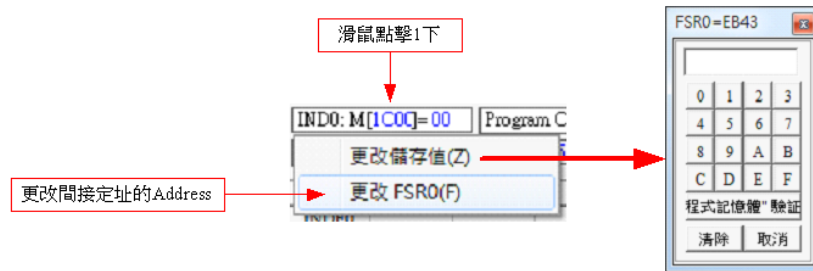 滑鼠點擊1下
IND0: M[1C00]= 00
Program C
更改儲存值(Z)
更改 FSR0(F)
更改間接定址的Address
FSR0=EB43
0 1 2 3
4 5 6 7
8 9 A B
C D E F
程式記憶體" 驗証
清除 取消